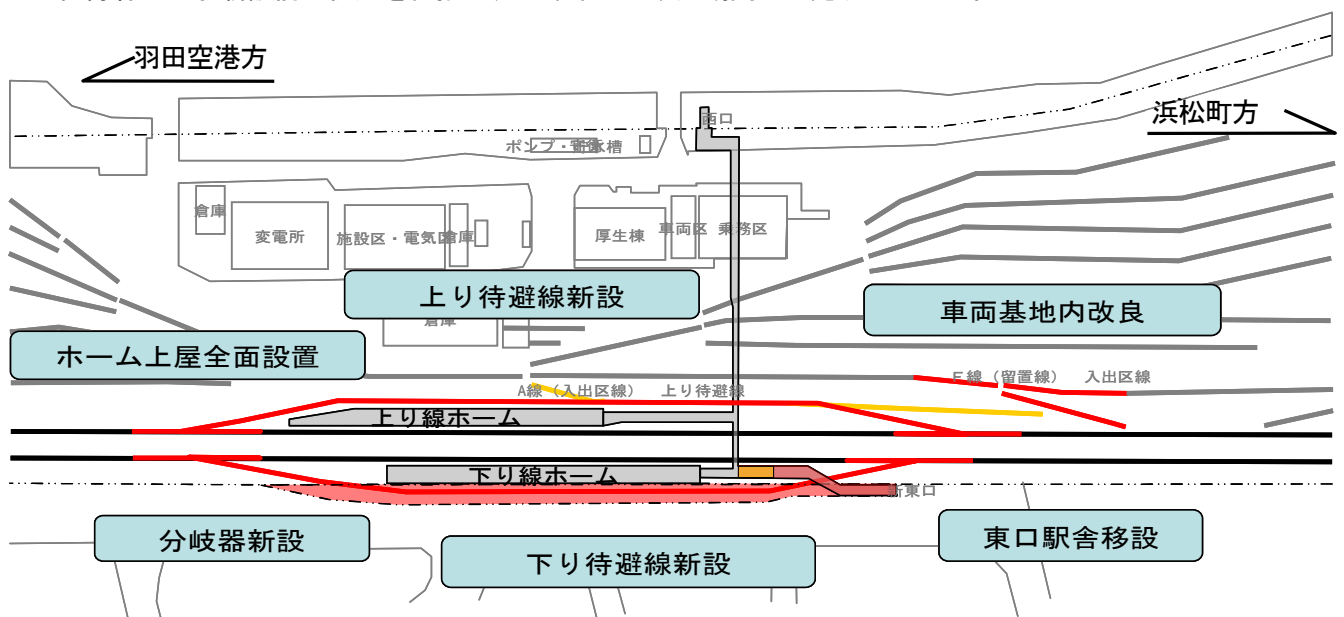 羽田空港方
浜松町方
西口
ポンプ・
水槽
倉庫
変電所
施設区・電気区
倉庫
厚生棟
車両区
乗務区
上り待避線新設
車両基地内改良
倉庫
ホーム上屋全面設置
A線(入出区線)
上り待避線
E線(留置線)
入出区線
上り線ホーム
下り線ホーム
新東口
分岐器新設
下り待避線新設
東口駅舎移設